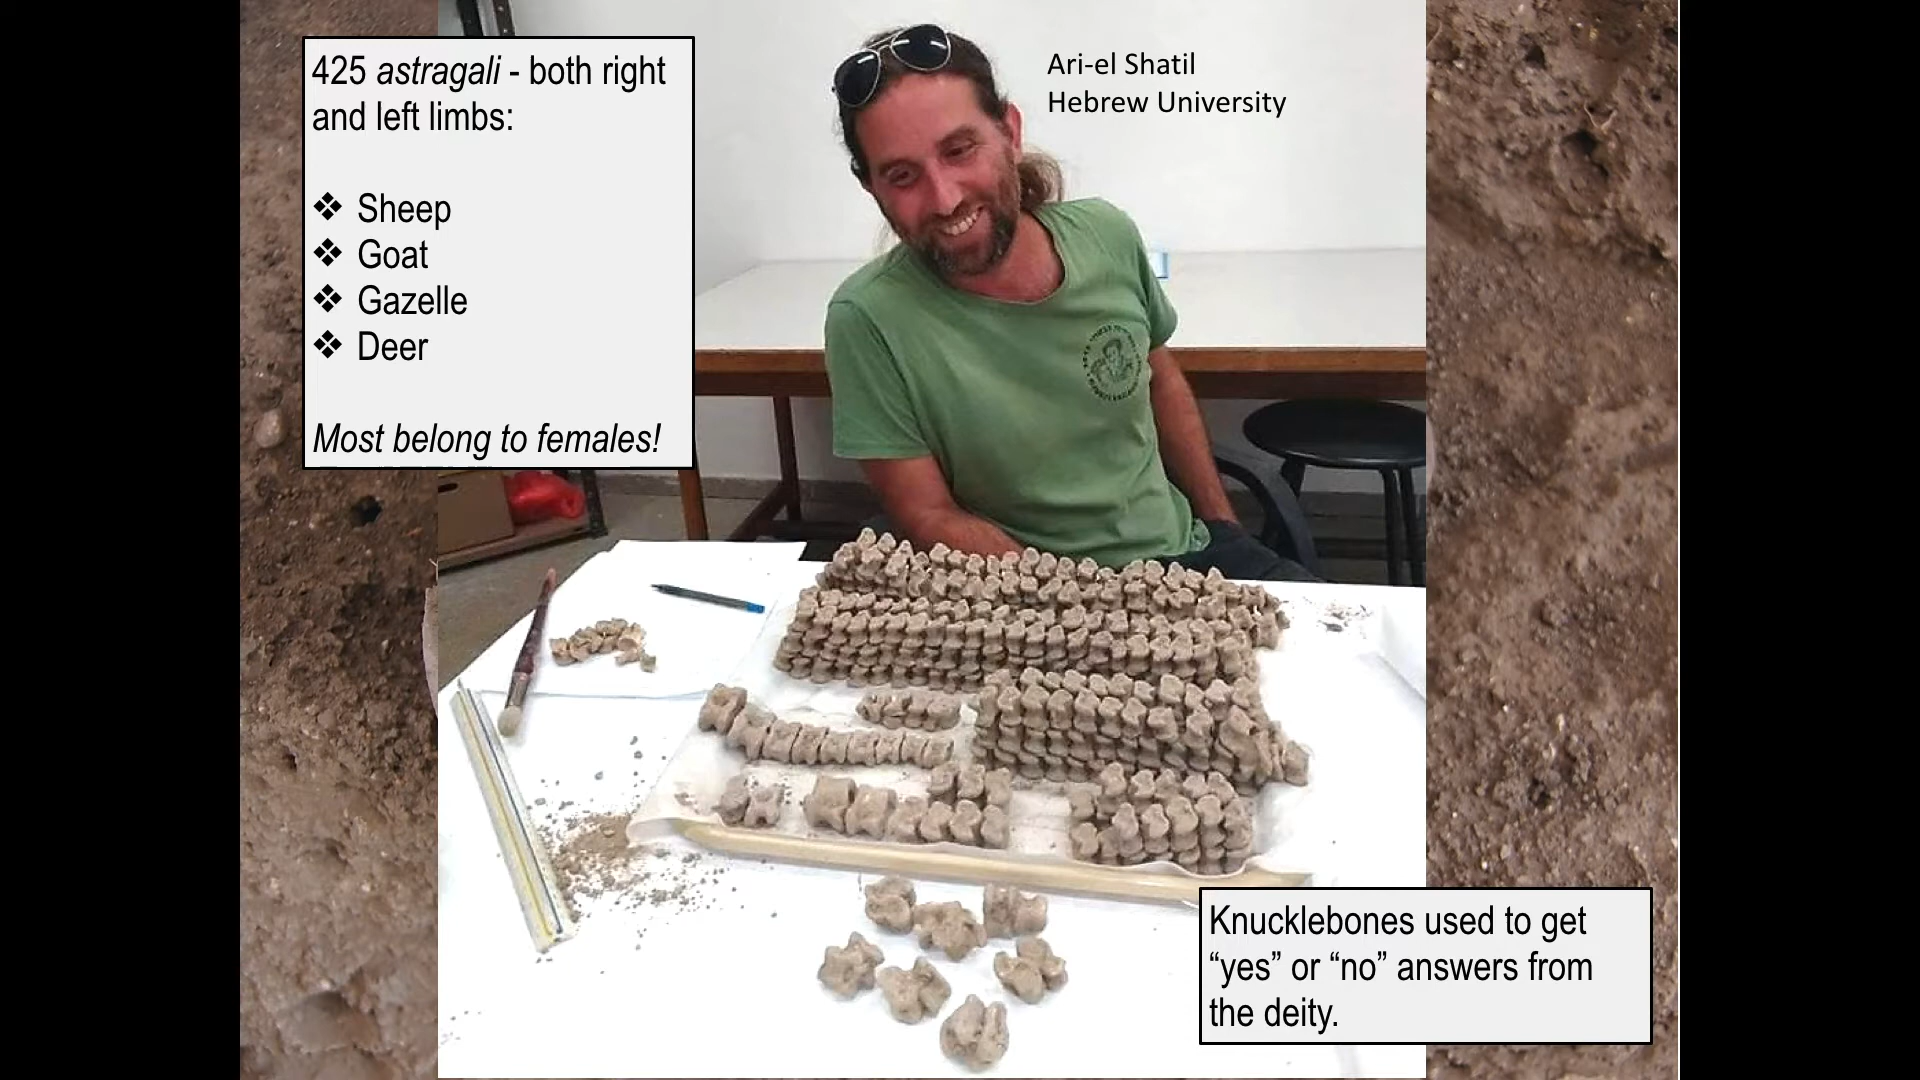 425 astragali - both right
and left limbs:
❖ Sheep
❖ Goat
❖ Gazelle
❖ Deer
Most belong to females!
Ari-el Shatil
Hebrew University
Knucklebones used to get
“yes” or “no” answers from
the deity.